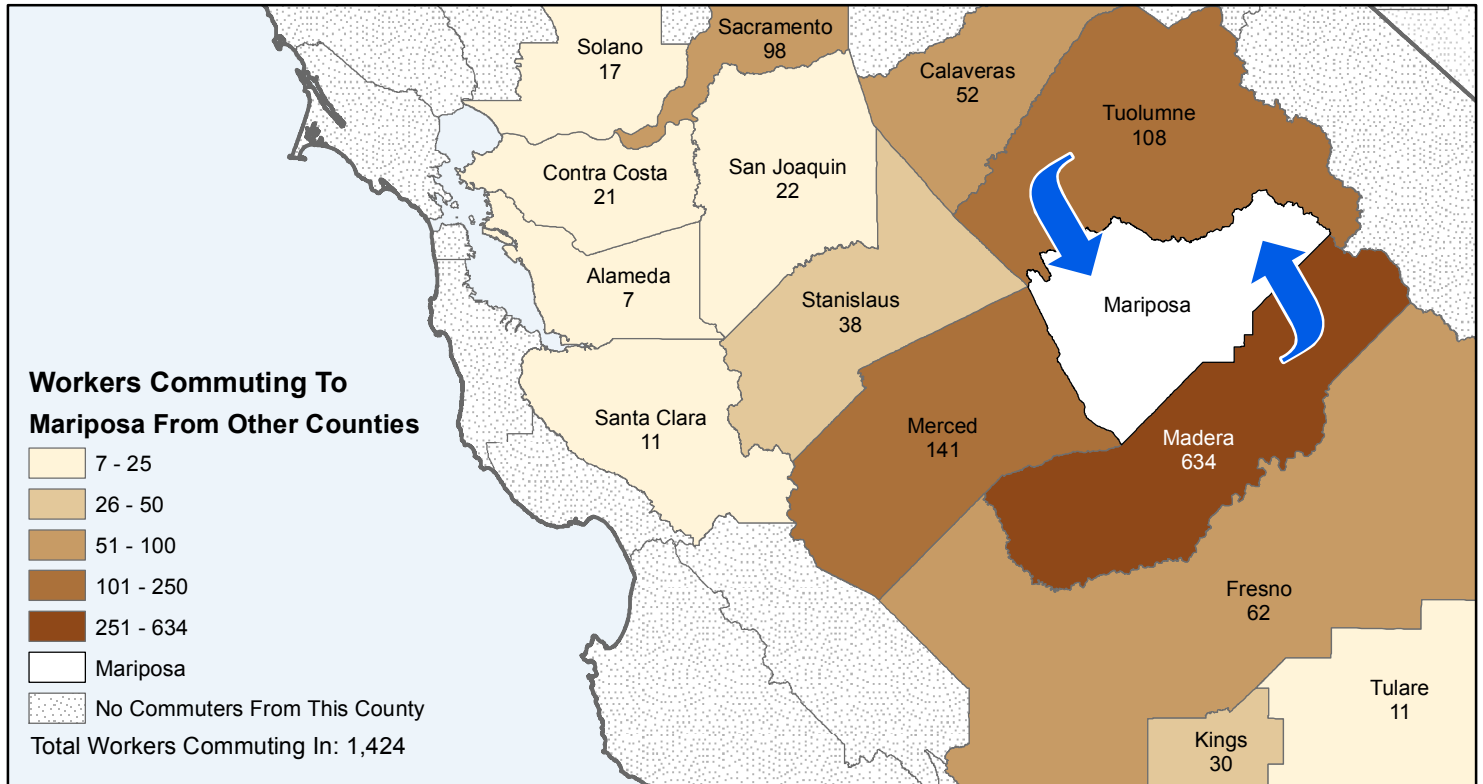 Solano
17
Sacramento
98
Calaveras
52
Tuolumne
108
Contra Costa
21
San Joaquin
22
Alameda
7
Stanislaus
38
Mariposa
Santa Clara
11
Merced
141
Madera
634
Fresno
62
Tulare
11
Kings
30
Workers Commuting To
Mariposa From Other Counties
7 - 25
26 - 50
51 - 100
101 - 250
251 - 634
Mariposa
No Commuters From This County
Total Workers Commuting In: 1,424